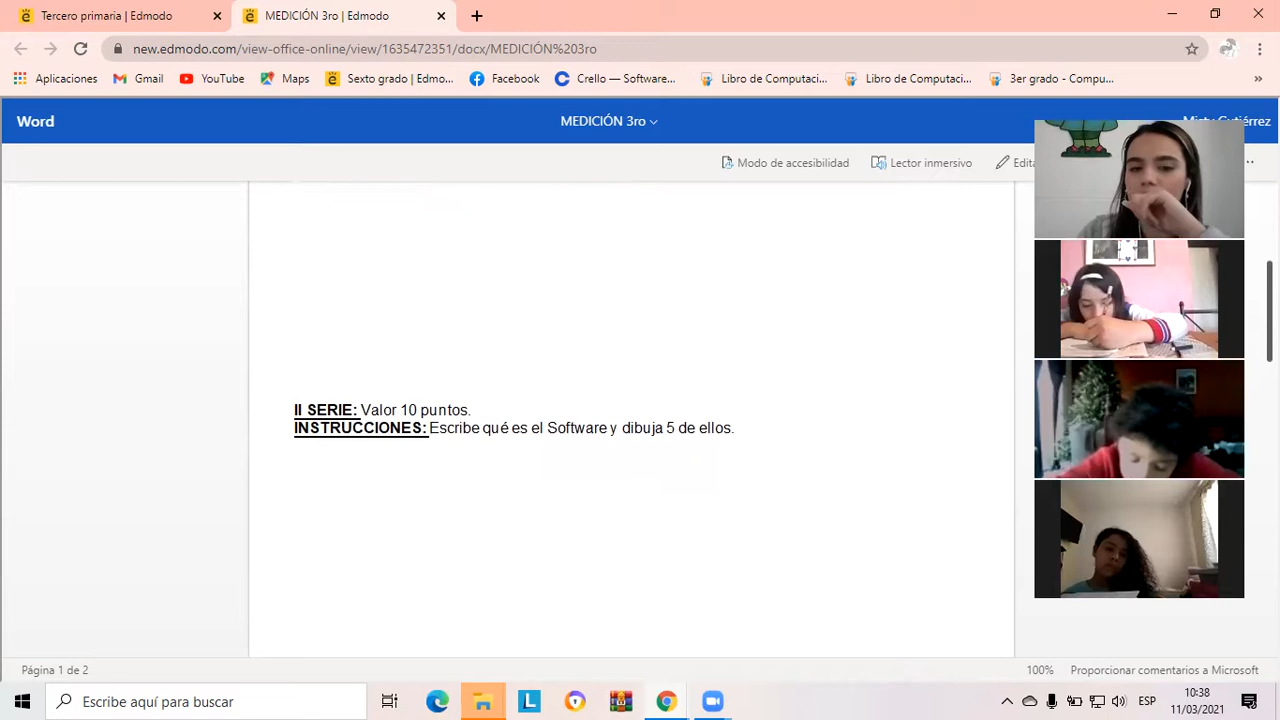 Tercero primaria | Edmodo
MEDICIÓN 3ro | Edmodo
new.edmodo.com/view-office-online/view/1635472351/docx/MEDICIÓN%203ro
Aplicaciones
Gmail
YouTube
Maps
Sexto grado | Edmo...
Facebook
Crello — Software...
Libro de Computaci...
Libro de Computaci...
3er grado - Compu...
Word
MEDICIÓN 3ro
Gutiérrez
Modo de accesibilidad
Lector inmersivo
Edita
II SERIE: Valor 10 puntos.
INSTRUCCIONES: Escribe qué es el Software y dibuja 5 de ellos.
Página 1 de 2
100%
Proporcionar comentarios a Microsoft
Escribe aquí para buscar
ESP
10:38
11/03/2021